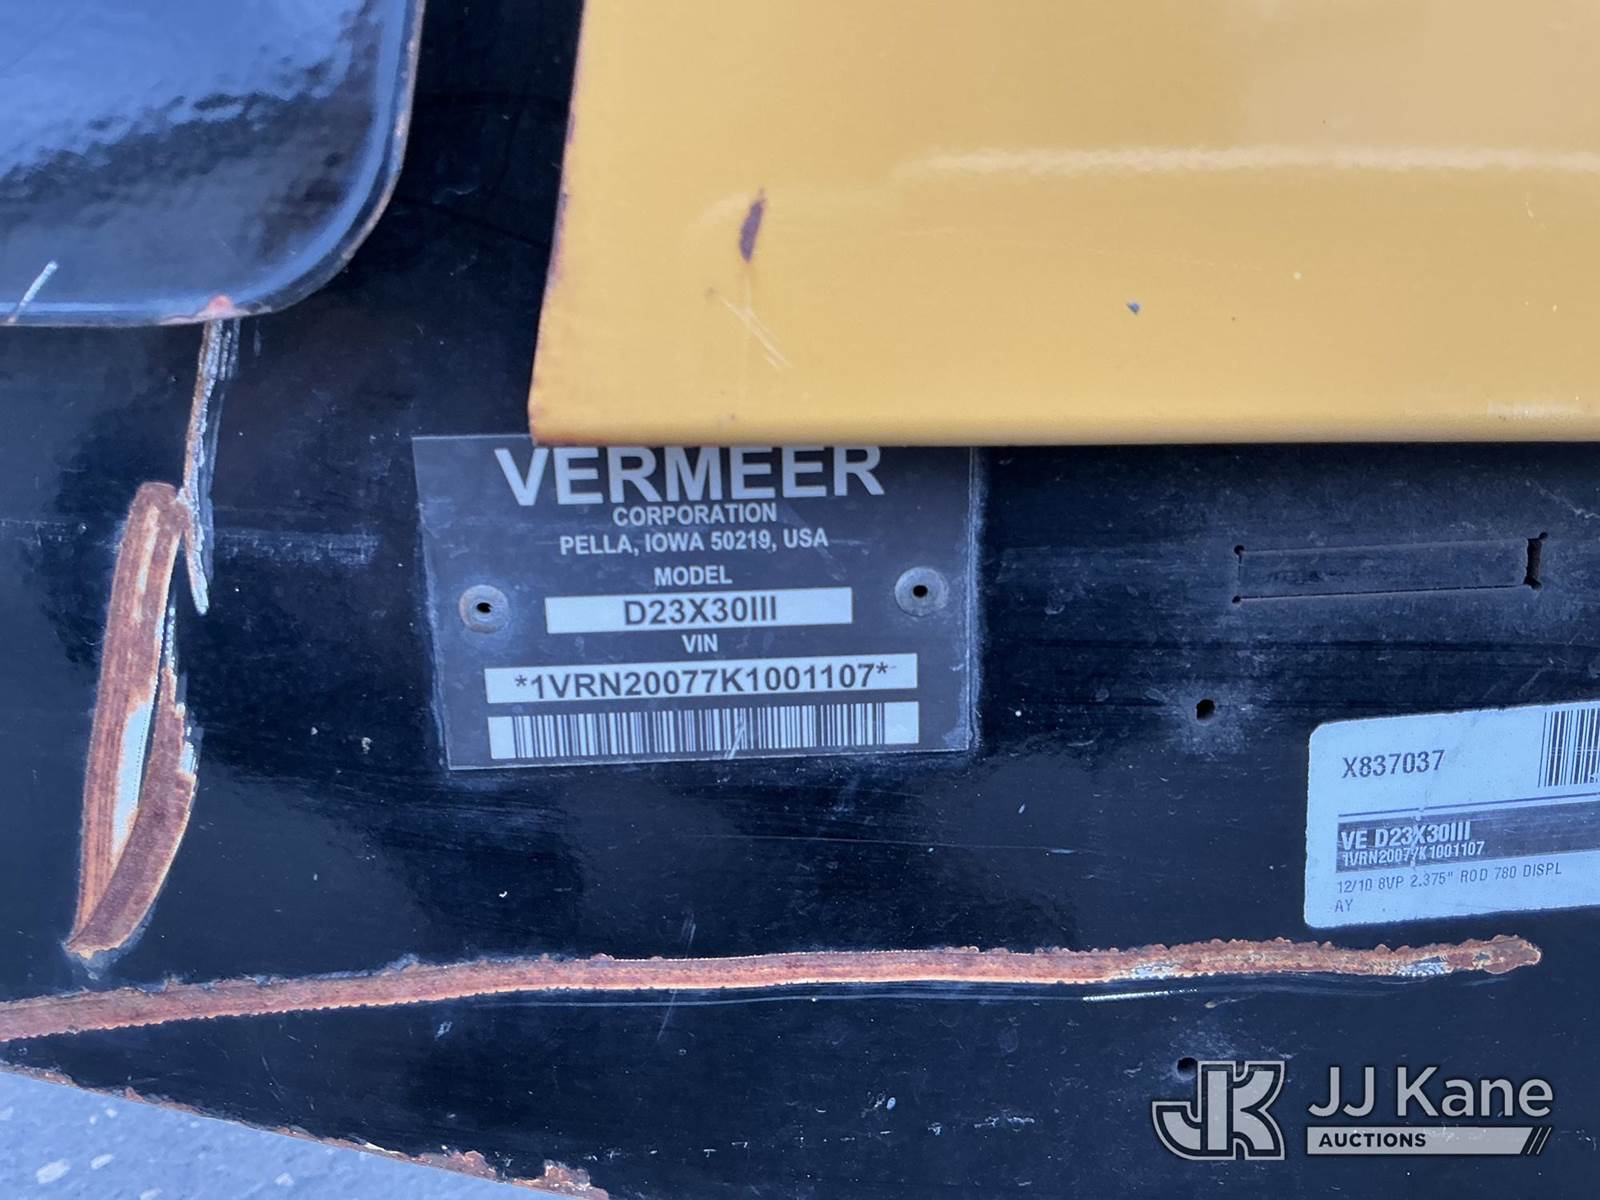 VERMEER
CORPORATION
PELLA, IOWA 50219, USA
MODEL
D23X30III
VIN
*1VRN20077K1001107*
X837037
VE D23X30III
1VRN20077K1001107
12/10 8VP 2.375" ROD 780 DISPL
AY
JJ Kane
AUCTIONS